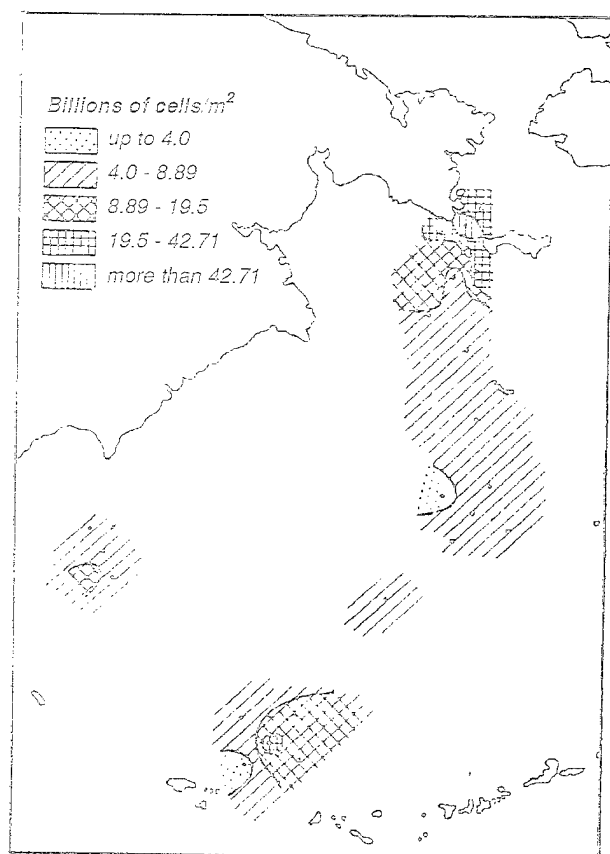 Billions of cells/m²
up to 4.0
4.0 - 8.89
8.89 - 19.5
19.5 - 42.71
more than 42.71